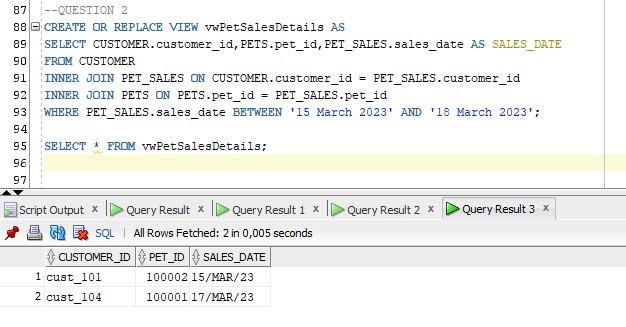 87 --QUESTION 2
88 CREATE OR REPLACE VIEW vwPetSalesDetails AS
89 SELECT CUSTOMER.customer_id,PETS.pet_id,PET_SALES.sales_date AS SALES_DATE
90 FROM CUSTOMER
91 INNER JOIN PET_SALES ON CUSTOMER.customer_id = PET_SALES.customer_id
92 INNER JOIN PETS ON PETS.pet_id = PET_SALES.pet_id
93 WHERE PET_SALES.sales_date BETWEEN '15 March 2023' AND '18 March 2023';
94
95 SELECT * FROM vwPetSalesDetails;
96
97
Script Output x Query Result x Query Result 1 x Query Result 2 x Query Result 3 x
SQL | All Rows Fetched: 2 in 0,005 seconds
CUSTOMER_ID PET_ID SALES_DATE
1 cust_101 100002 15/MAR/23
2 cust_104 100001 17/MAR/23